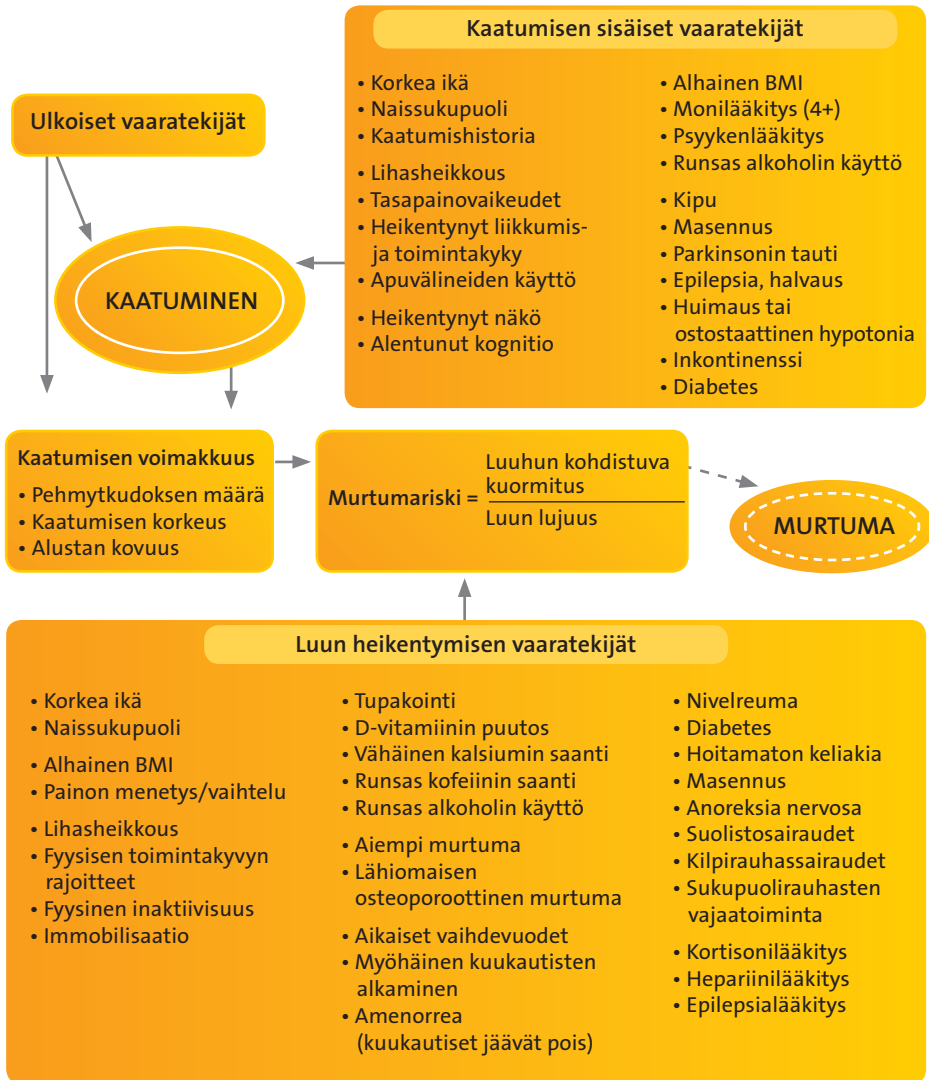 Kaatumisen sisäiset vaaratekijät
• Korkea ikä
• Naissukupuoli
• Kaatumishistoria
• Lihasheikkous
• Tasapainovaikeudet
• Heikentynyt liikkumis-
ja toimintakyky
• Apuvälineiden käyttö
• Heikentynyt näkö
• Alentunut kognitio
• Alhainen BMI
• Monilääkitys (4+)
• Psyykenlääkitys
• Runsas alkoholin käyttö
• Kipu
• Masennus
• Parkinsonin tauti
• Epilepsia, halvaus
• Huimaus tai
ostostaattinen hypotonia
• Inkontinenssi
• Diabetes
Ulkoiset vaaratekijät
KAATUMINEN
Kaatumisen voimakkuus
• Pehmytkudoksen määrä
• Kaatumisen korkeus
• Alustan kovuus
Murtumariski =
Luuhun kohdistuva
kuormitus
Luun lujuus
MURTUMA
Luun heikentymisen vaaratekijät
• Korkea ikä
• Naissukupuoli
• Alhainen BMI
• Painon menetys/vaihtelu
• Lihasheikkous
• Fyysisen toimintakyvyn
rajoitteet
• Fyysinen inaktiivisuus
• Immobilisaatio
• Tupakointi
• D-vitamiinin puutos
• Vähäinen kalsiumin saanti
• Runsas kofeiinin saanti
• Runsas alkoholin käyttö
• Aiempi murtuma
• Lähiomaisen
osteoporoottinen murtuma
• Aikaiset vaihdevuodet
• Myöhäinen kuukautisten
alkaminen
• Amenorrea
(kuukautiset jäävät pois)
• Nivelreuma
• Diabetes
• Hoitamaton keliakia
• Masennus
• Anoreksia nervosa
• Suolistosairaudet
• Kilpirauhassairaudet
• Sukupuolirauhasten
vajaatoiminta
• Kortisonilääkitys
• Hepariinilääkitys
• Epilepsialääkitys